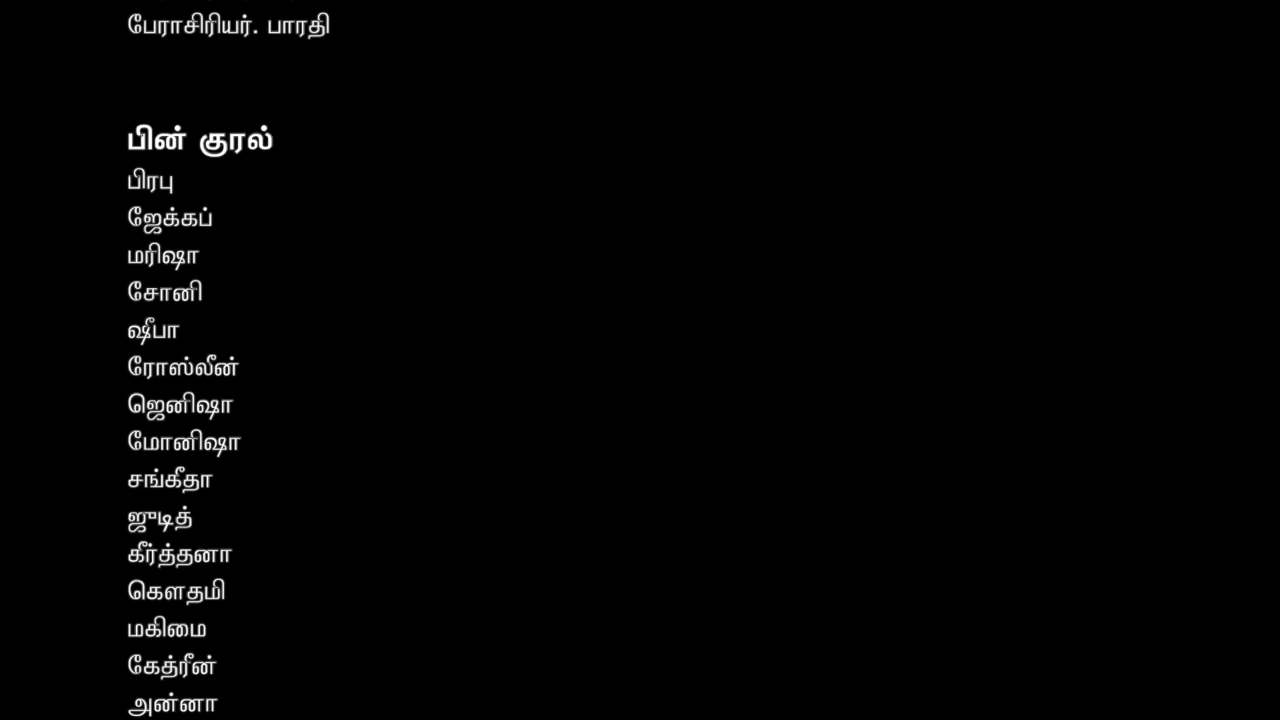 பேராசிரியர். பாரதி
பின் குரல்
பிரபு
ஜேக்கப்
மரிஷா
சோனி
ஷீபா
ரோஸ்லீன்
ஜெனிஷா
மோனிஷா
சங்கீதா
ஜுடித்
கீர்த்தனா
கௌதமி
மகிமை
கேத்ரீன்
அன்னா